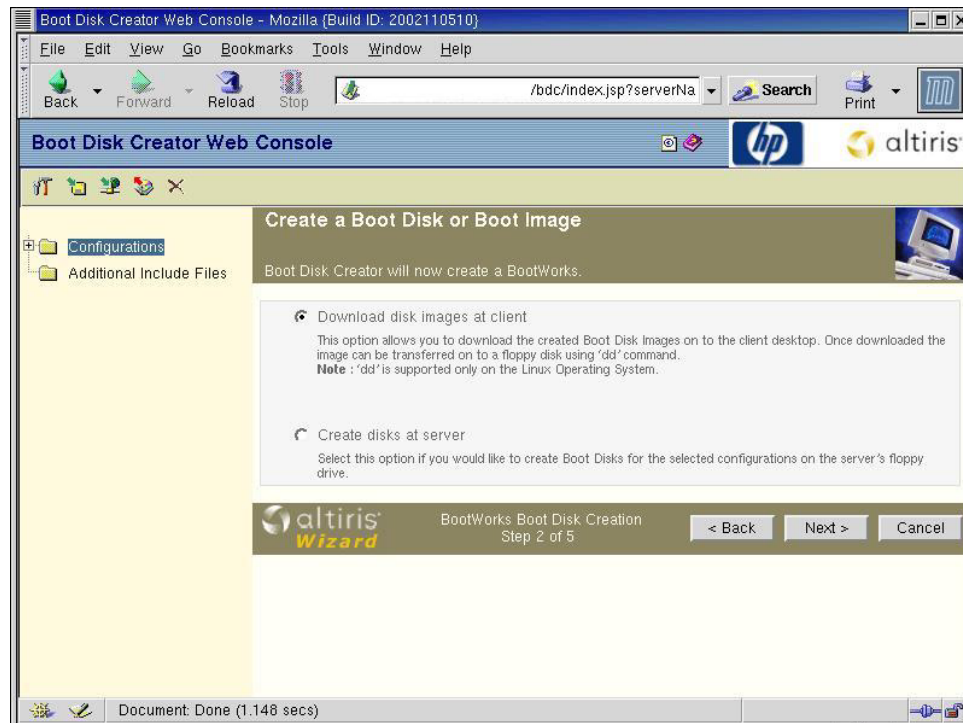 Boot Disk Creator Web Console - Mozilla {Build ID: 2002110510}
File Edit View Go Bookmarks Tools Window Help
Back Forward Reload Stop /bdc/index.jsp?serverNa Search Print
Boot Disk Creator Web Console
hp altiris
Configurations
Additional Include Files
Create a Boot Disk or Boot Image
Boot Disk Creator will now create a BootWorks.
Download disk images at client
This option allows you to download the created Boot Disk Images on to the client desktop. Once downloaded the
image can be transferred on to a floppy disk using 'dd' command.
Note : 'dd' is supported only on the Linux Operating System.
Create disks at server
Select this option if you would like to create Boot Disks for the selected configurations on the server's floppy
drive.
altiris
Wizard
BootWorks Boot Disk Creation
Step 2 of 5
< Back Next > Cancel
Document: Done (1.148 secs)